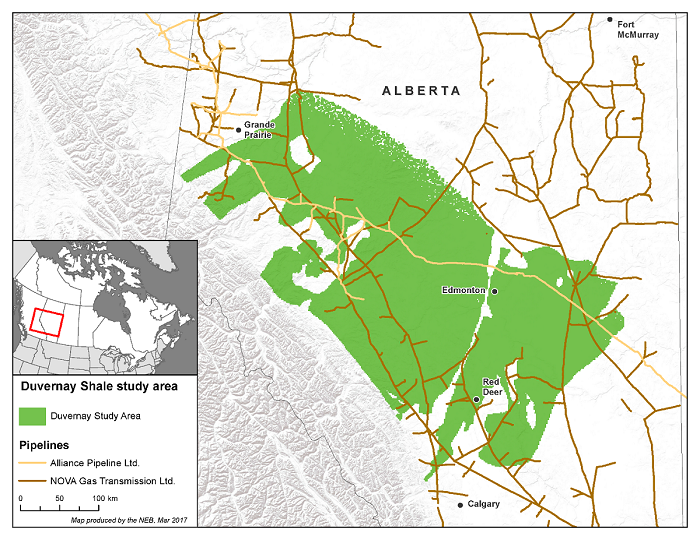 Fort
McMurray
ALBERTA
Grande
Prairie
Edmonton
Red
Deer
Calgary
Duvernay Shale study area
Duvernay Study Area
Pipelines
Alliance Pipeline Ltd.
NOVA Gas Transmission Ltd.
0 50 100 km
Map produced by the NEB, Mar 2017